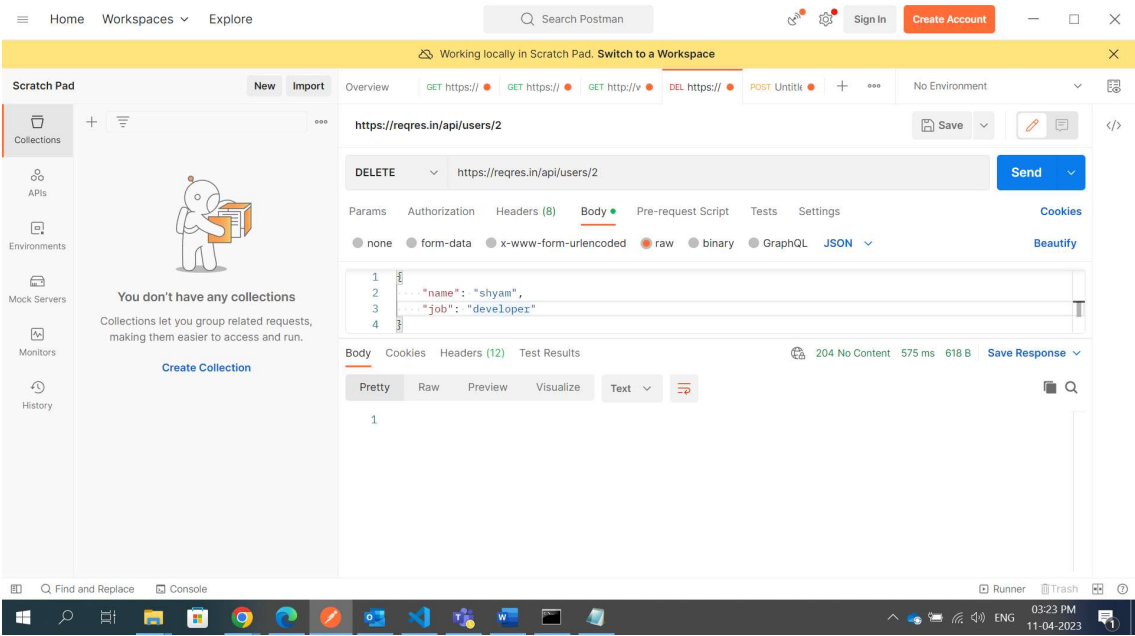 Home Workspaces Explore Search Postman Sign In Create Account
Working locally in Scratch Pad. Switch to a Workspace
Scratch Pad New Import Overview GET https:// GET https:// GET http://v DEL https:// POST Untitle No Environment
Collections
https://reqres.in/api/users/2 Save
APIs
DELETE https://reqres.in/api/users/2 Send
Params Authorization Headers (8) Body Pre-request Script Tests Settings Cookies
Environments
none form-data x-www-form-urlencoded raw binary GraphQL JSON Beautify
Mock Servers
1 {
2 "name": "shyam",
3 "job": "developer"
4 }
You don't have any collections
Collections let you group related requests,
making them easier to access and run.
Create Collection
Monitors
History
Body Cookies Headers (12) Test Results 204 No Content 575 ms 618 B Save Response
Pretty Raw Preview Visualize Text
1
Find and Replace Console Runner Trash
ENG 03:23 PM
11-04-2023
1